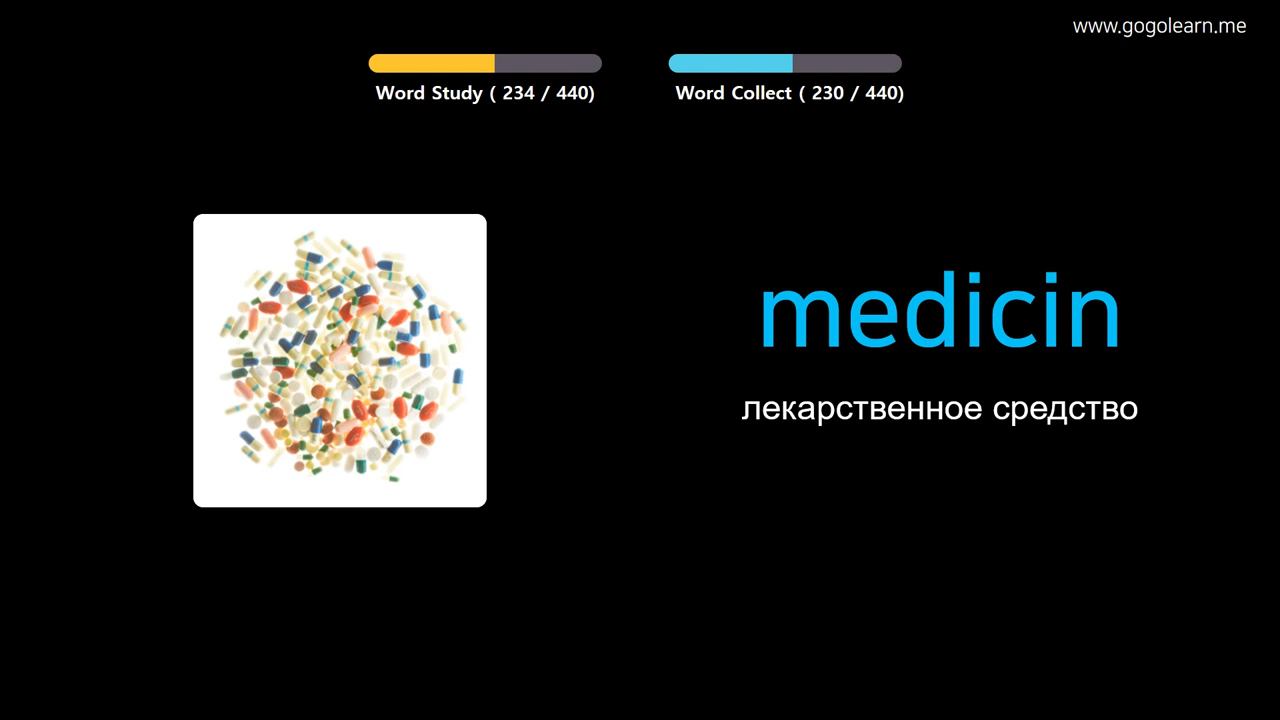 www.gogolearn.me
Word Study ( 234 / 440)
Word Collect ( 230 / 440)
medicin
лекарственное средство